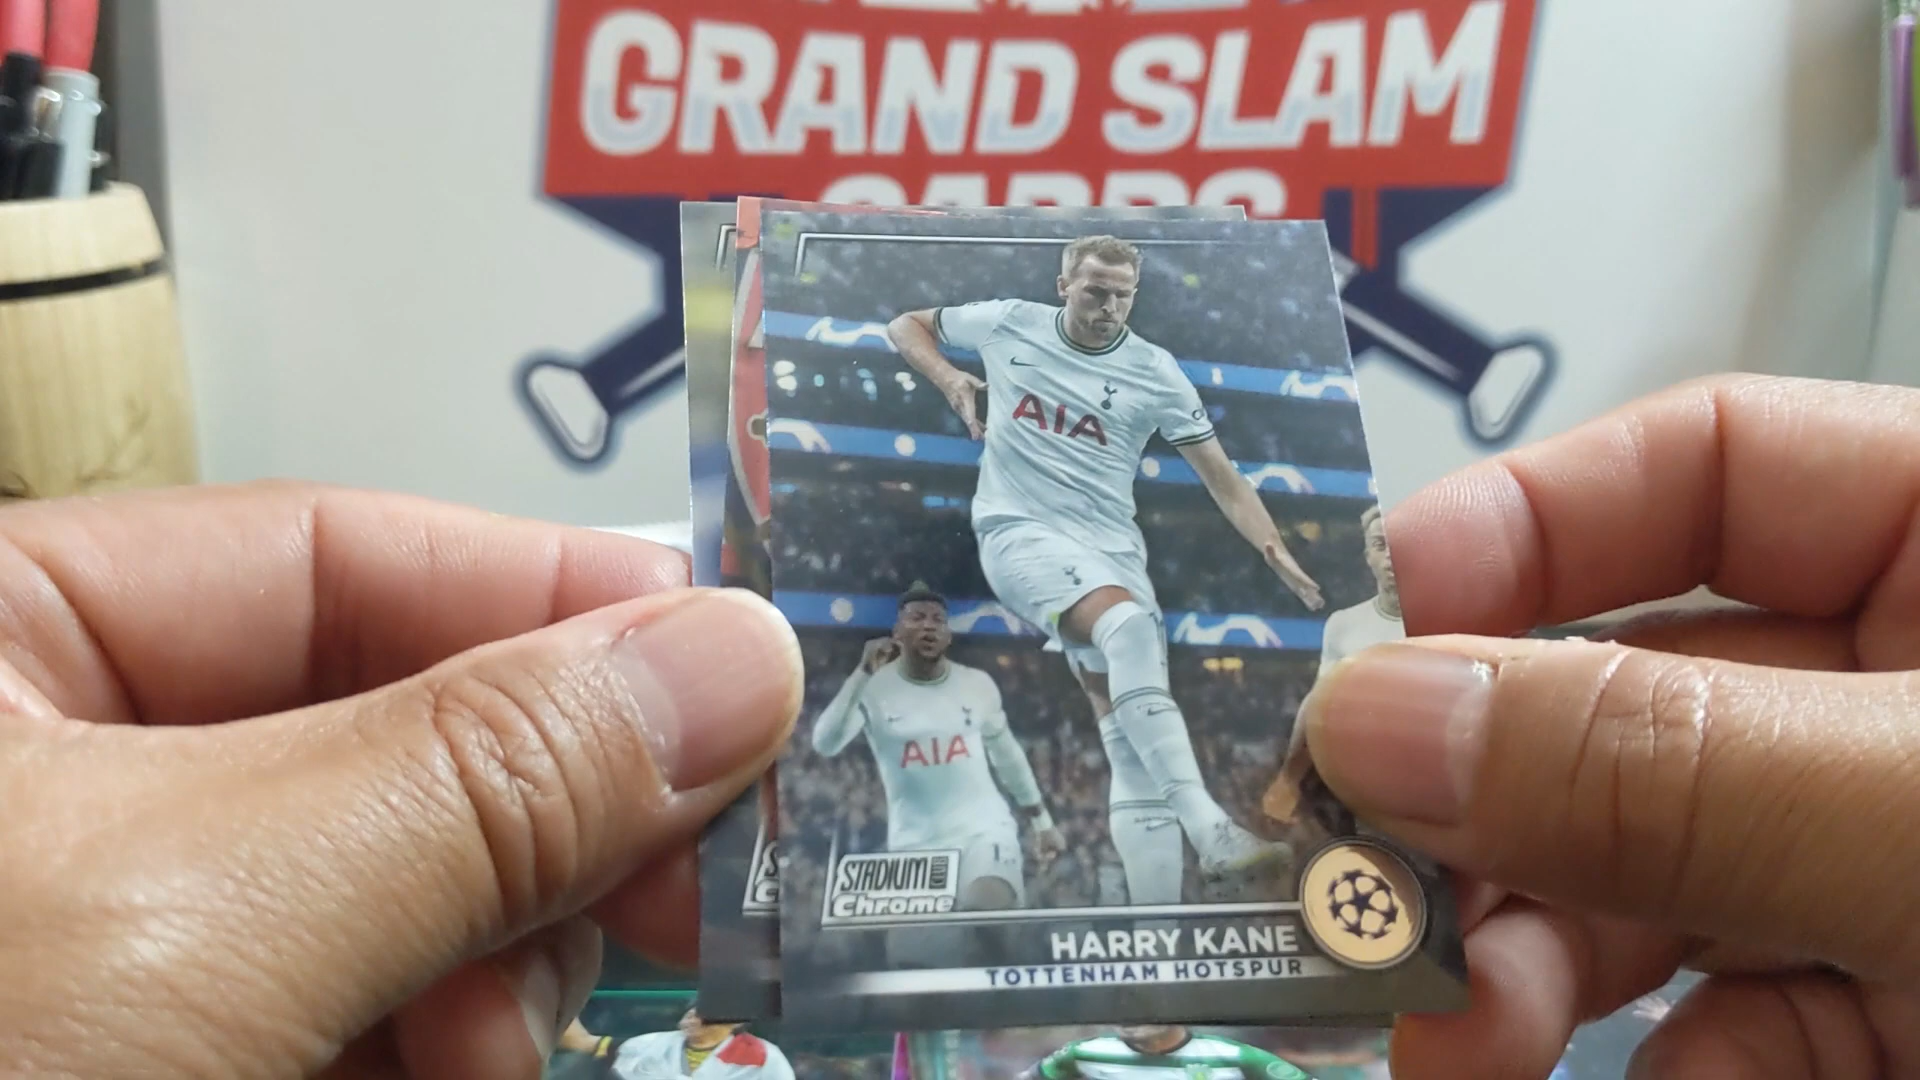 GRAND SLAM
CARDS
AIA
AIA
STADIUM CLUB
Chrome
HARRY KANE
TOTTENHAM HOTSPUR